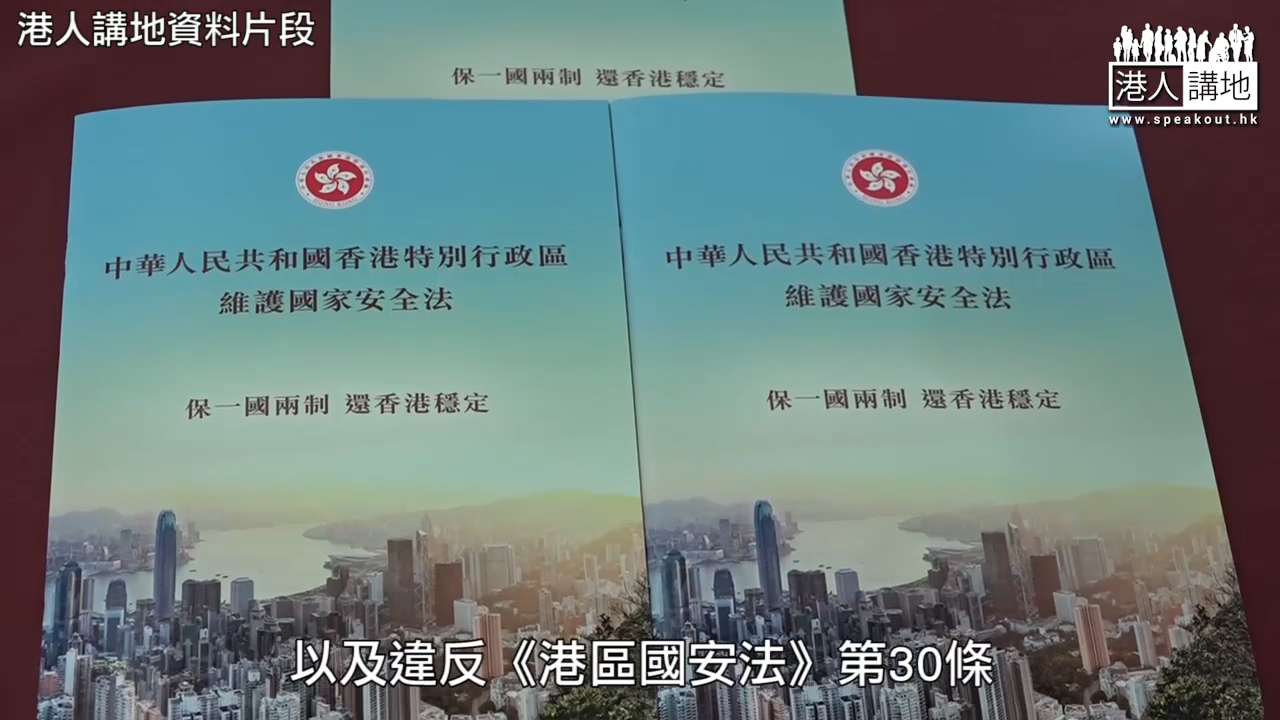 港人講地資料片段
港人講地
www.speakout.hk
保一國兩制 還香港穩定
中華人民共和國香港特別行政區
維護國家安全法
保一國兩制 還香港穩定
中華人民共和國香港特別行政區
維護國家安全法
保一國兩制 還香港穩定
以及違反《港區國安法》第30條